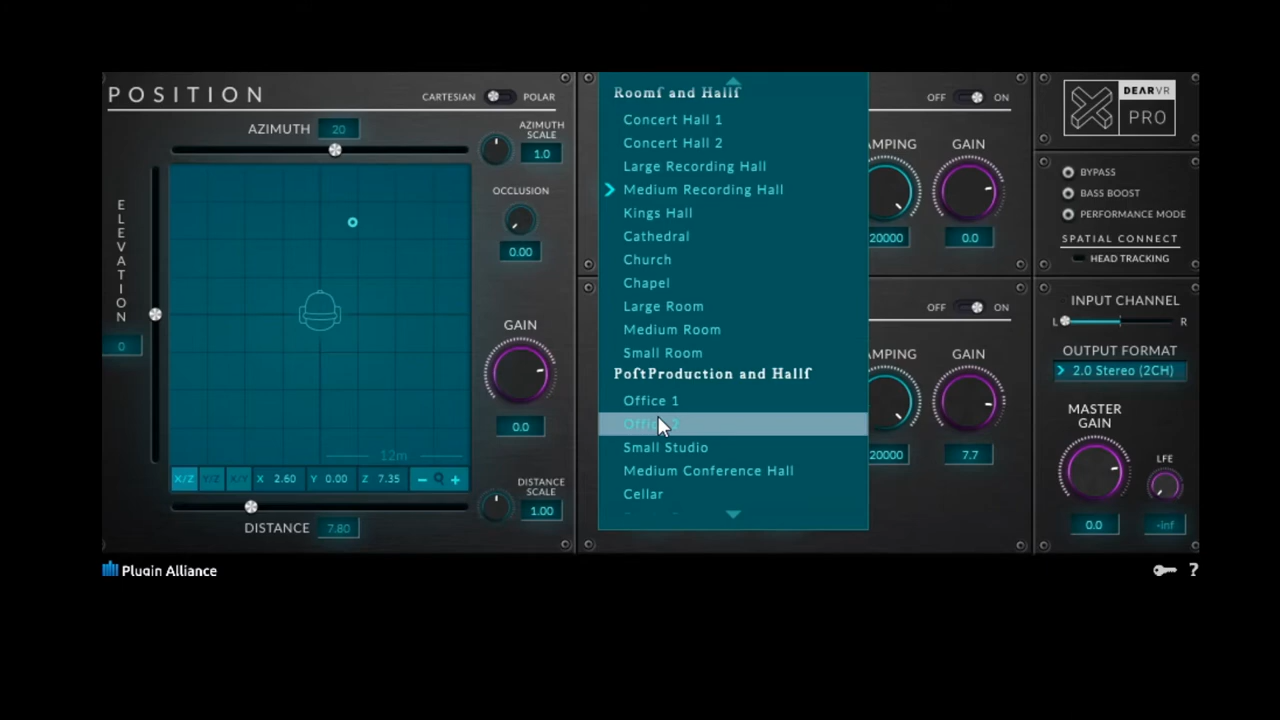 POSITION
CARTESIAN POLAR
AZIMUTH 20
AZIMUTH SCALE
1.0
OCCLUSION
0.00
ELEVATION
0
GAIN
0.0
12m
X/Z Y/Z X/Y X 2.60 Y 0.00 Z 7.35 − +
DISTANCE SCALE
1.00
DISTANCE 7.80
Roomf and Hallf
Concert Hall 1
Concert Hall 2
Large Recording Hall
Medium Recording Hall
Kings Hall
Cathedral
Church
Chapel
Large Room
Medium Room
Small Room
PoftProduction and Hallf
Office 1
Office 2
Small Studio
Medium Conference Hall
Cellar
OFF ON
AMPING GAIN
20000 0.0
OFF ON
AMPING GAIN
20000 7.7
DEARVR
PRO
BYPASS
BASS BOOST
PERFORMANCE MODE
SPATIAL CONNECT
HEAD TRACKING
INPUT CHANNEL
L R
OUTPUT FORMAT
2.0 Stereo (2CH)
MASTER
GAIN
LFE
0.0 -inf
Plugin Alliance ?